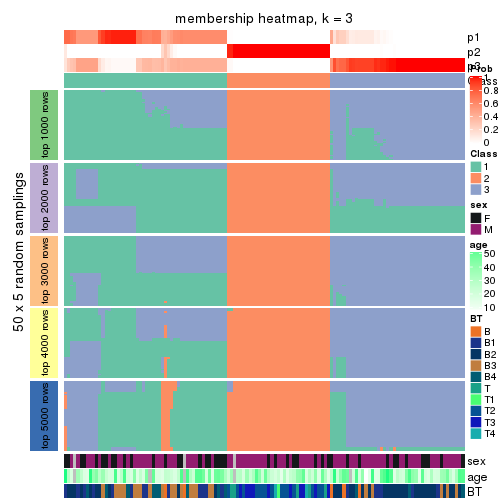 membership heatmap, k = 3
p1
p2
p3
Class
50 x 5 random samplings
top 1000 rows
top 2000 rows
top 3000 rows
top 4000 rows
top 5000 rows
sex
age
BT
Prob
1
0.8
0.6
0.4
0.2
0
Class
1
2
3
sex
F
M
age
50
40
30
20
10
BT
B
B1
B2
B3
B4
T
T1
T2
T3
T4